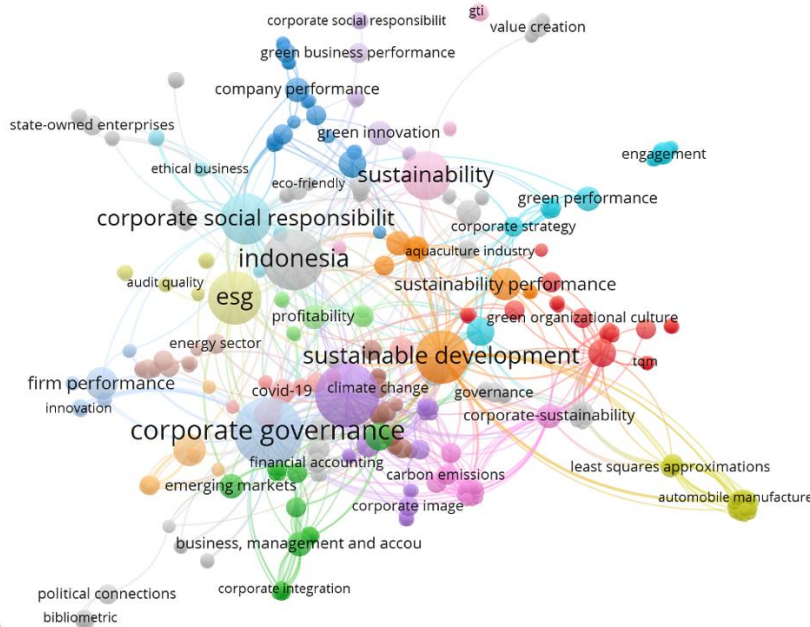 gti
corporate social responsibilit
value creation
green business performance
company performance
state-owned enterprises
green innovation
engagement
ethical business
sustainability
eco-friendly
green performance
corporate social responsibilit
corporate strategy
aquaculture industry
indonesia
audit quality
sustainability performance
esg
profitability
green organizational culture
energy sector
sustainable development
tqm
firm performance
covid-19
climate change
governance
innovation
corporate-sustainability
corporate governance
financial accounting
least squares approximations
carbon emissions
emerging markets
automobile manufacture
corporate image
business, management and accou
corporate integration
political connections
bibliometric